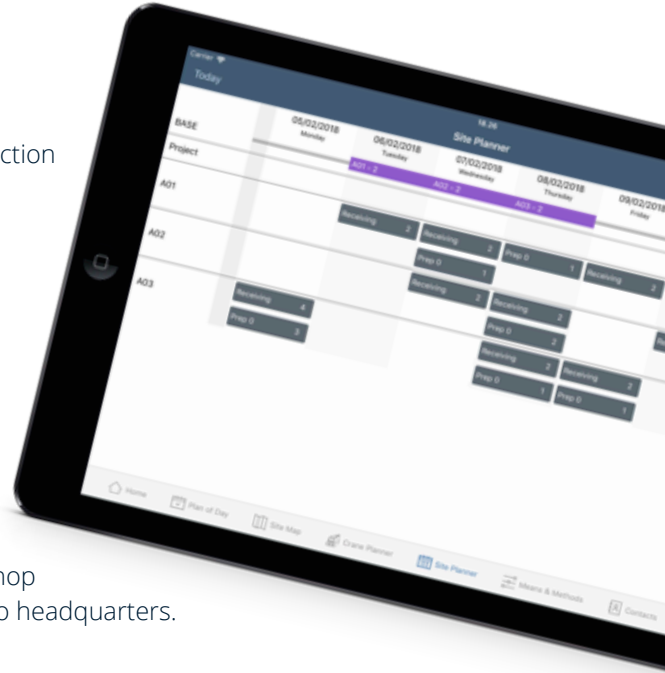 ction
Carrier
18:26
Today
Site Planner
05/02/2018
Monday
06/02/2018
Tuesday
07/02/2018
Wednesday
08/02/2018
Thursday
09/02/2018
Friday
BASE
Project
A01 - 2
A02 - 2
A03 - 2
A01
Receiving 2
Receiving 2
Prep 0 1
Receiving 2
Prep 0 1
A02
Receiving 2
Receiving 2
Prep 0 2
A03
Receiving 4
Prep 0 3
Receiving 2
Receiving 2
Prep 0 1
Prep 0 1
Home
Plan of Day
Site Map
Crane Planner
Site Planner
Means & Methods
Contacts
headquarters.